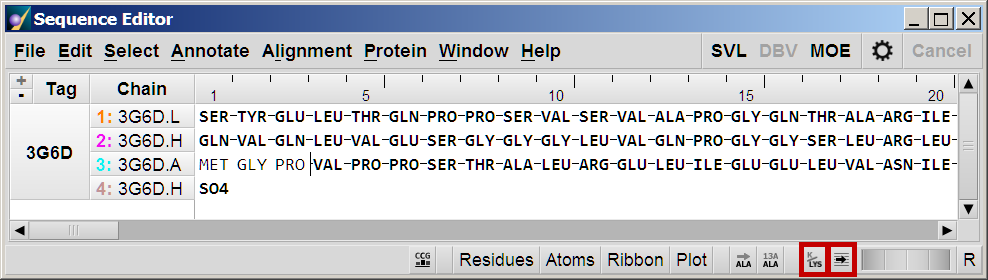 Sequence Editor
File Edit Select Annotate Alignment Protein Window Help SVL DBV MOE Cancel
+ - Tag Chain 1 5 10 15 20
1: 3G6D.L SER-TYR-GLU-LEU-THR-GLN-PRO-PRO-SER-VAL-SER-VAL-ALA-PRO-GLY-GLN-THR-ALA-ARG-ILE-
2: 3G6D.H GLN-VAL-GLN-LEU-VAL-GLU-SER-GLY-GLY-GLY-LEU-VAL-GLN-PRO-GLY-GLY-SER-LEU-ARG-LEU-
3G6D
3: 3G6D.A MET GLY PRO VAL-PRO-PRO-SER-THR-ALA-LEU-ARG-GLU-LEU-ILE-GLU-GLU-LEU-VAL-ASN-ILE-
4: 3G6D.H SO4
CCG Residues Atoms Ribbon Plot ALA 13A ALA K LYS R